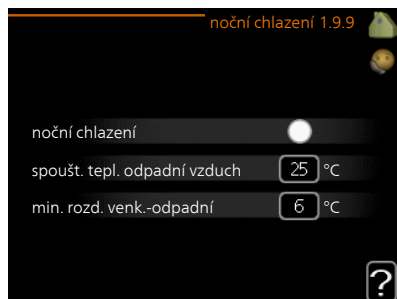 noční chlazení 1.9.9
noční chlazení
spoušt. tepl. odpadní vzduch 25 °C
min. rozd. venk.-odpadní 6 °C
?